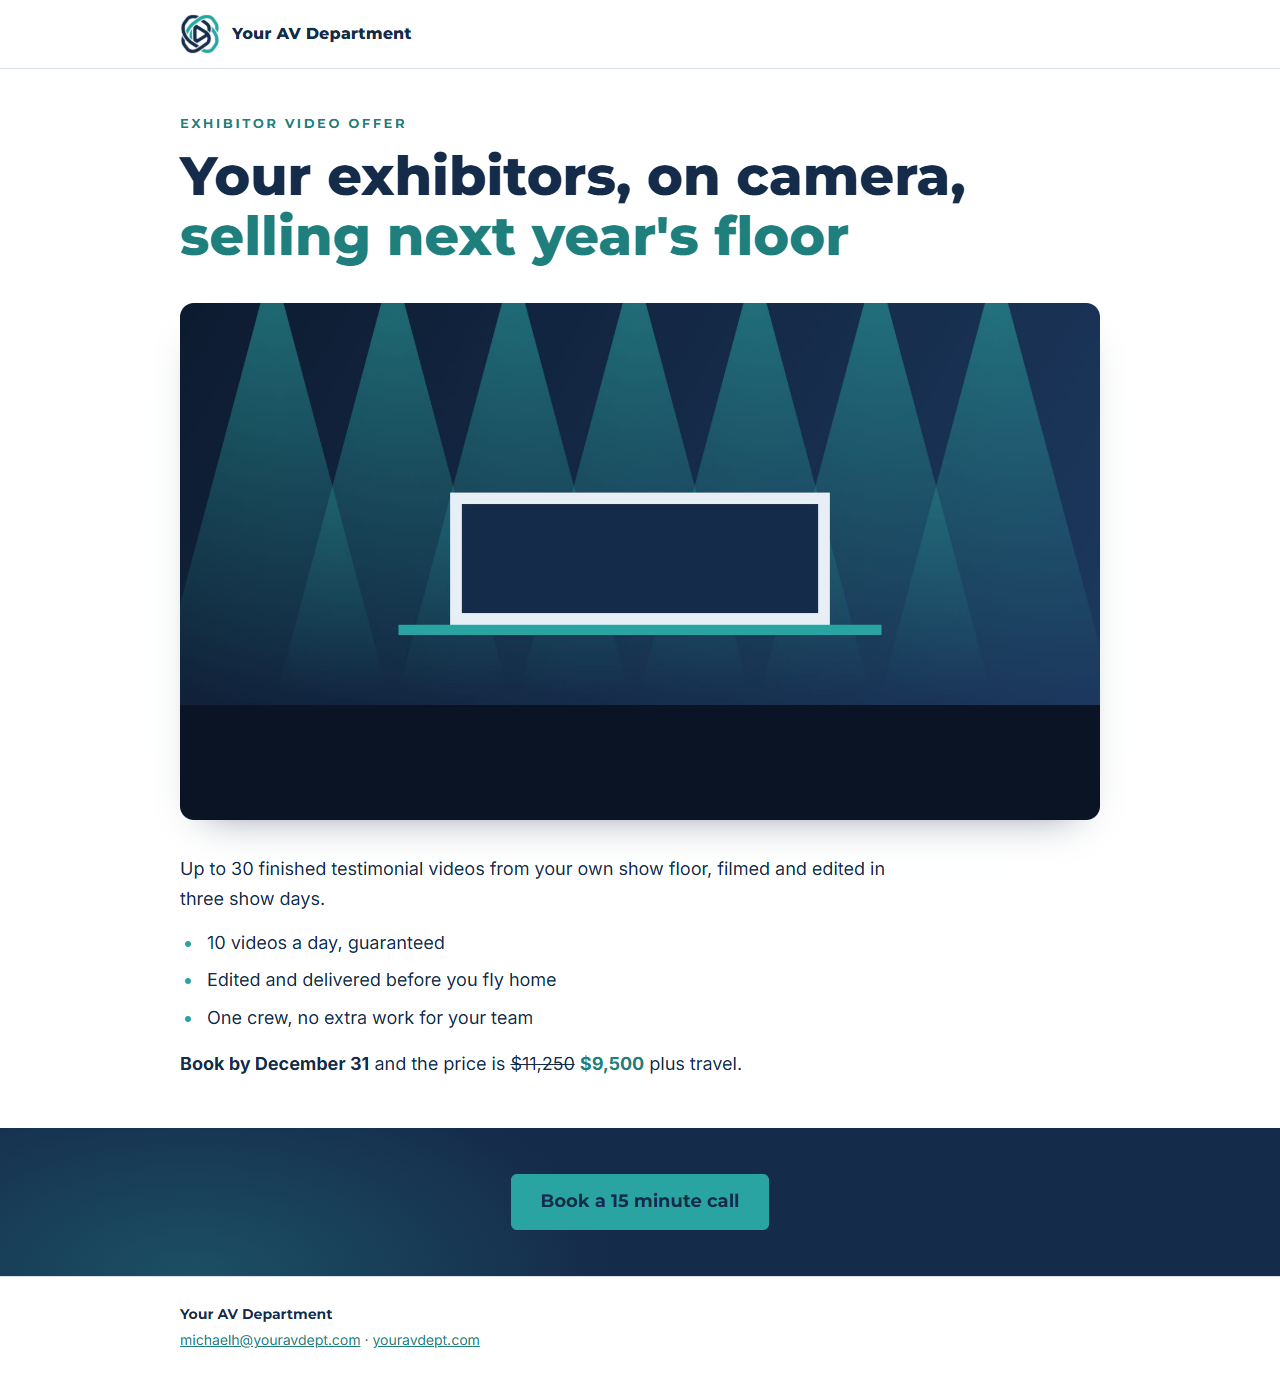 Your AV Department
EXHIBITOR VIDEO OFFER
Your exhibitors, on camera,
selling next year's floor
Up to 30 finished testimonial videos from your own show floor, filmed and edited in
three show days.
• 10 videos a day, guaranteed
• Edited and delivered before you fly home
• One crew, no extra work for your team
Book by December 31 and the price is $11,250 $9,500 plus travel.
Book a 15 minute call
Your AV Department
michaelh@youravdept.com · youravdept.com